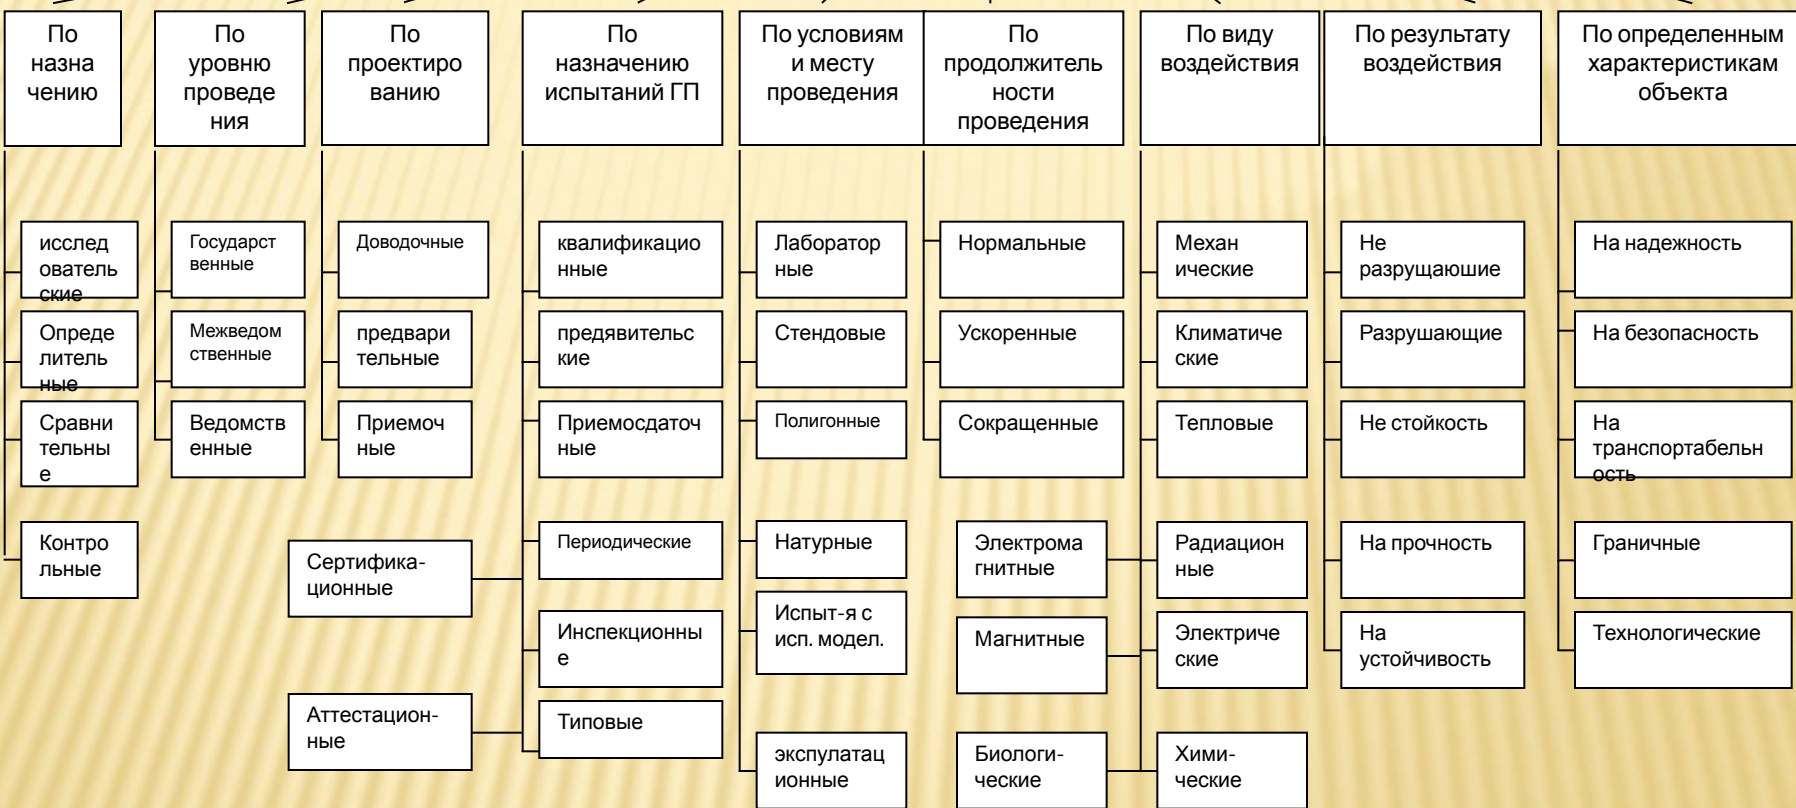 По
назна
чению
По
уровню
проведе
ния
По
проектиро
ванию
По
назначению
испытаний ГП
По условиям
и месту
проведения
По
продолжитель
ности
проведения
По виду
воздействия
По результату
воздействия
По определенным
характеристикам
объекта
исслед
ователь
ские
Опреде
литель
ные
Сравни
тельны
е
Контро
льные
Государст
венные
Межведом
ственные
Ведомств
енные
Доводочные
предвари
тельные
Приемоч
ные
квалификацио
нные
предявительс
кие
Приемосдаточ
ные
Периодические
Инспекционны
е
Типовые
Сертифика-
ционные
Аттестацион-
ные
Лаборатор
ные
Стендовые
Полигонные
Натурные
Испыт-я с
исп. модел.
экспулатац
ионные
Нормальные
Ускоренные
Сокращенные
Механ
ические
Климатиче
ские
Тепловые
Радиацион
ные
Электриче
ские
Хими-
ческие
Электрома
гнитные
Магнитные
Биологи-
ческие
Не
разрущаюшие
Разрушающие
Не стойкость
На прочность
На
устойчивость
На надежность
На безопасность
На
транспортабельн
ость
Граничные
Технологические